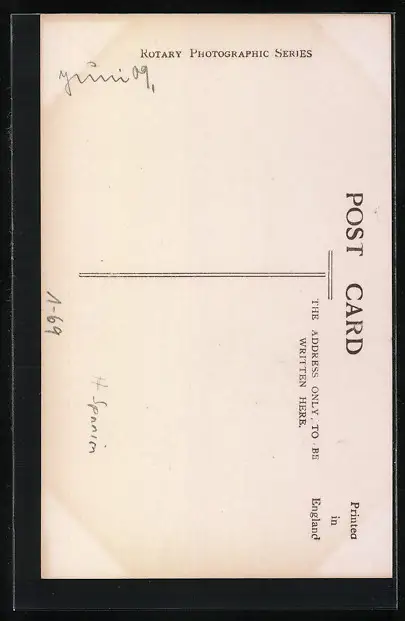 ROTARY PHOTOGRAPHIC SERIES
Juni 09,
POST CARD
THE ADDRESS ONLY, TO BE
WRITTEN HERE.
Printed
in
England
1-69
H-Spanien